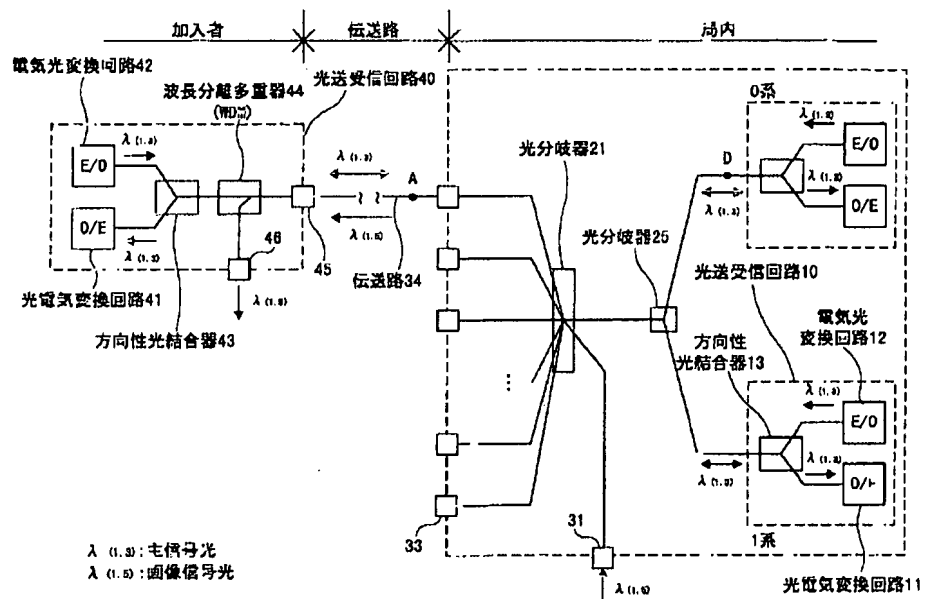 加入者
伝送路
局内
電気光変換回路42
波長分離多重器44
(WDM)
光送受信回路40
0系
E/O
λ(1.3)
λ(1.3)
A
光分岐器21
D
λ(1.3)
E/O
O/E
λ(1.3)
λ(1.5)
46
45
伝送路34
光分岐器25
λ(1.3)
λ(1.3)
O/E
光電気変換回路41
λ(1.5)
方向性光結合器43
光送受信回路10
方向性
光結合器13
電気光
変換回路12
λ(1.3)
E/O
λ(1.3)
λ(1.3)
33
31
1系
λ(1.3):主信号光
λ(1.5):画像信号光
λ(1.5)
光電気変換回路11